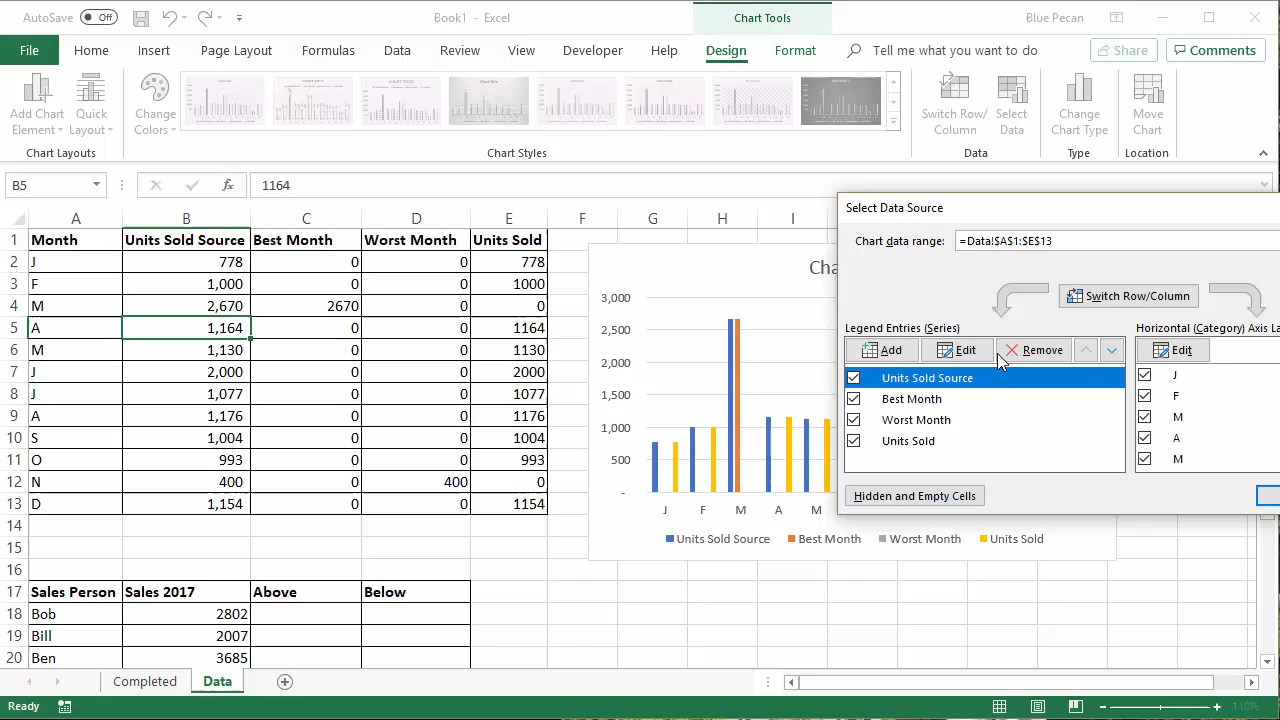 AutoSave Off Book1 - Excel Chart Tools Blue Pecan
File Home Insert Page Layout Formulas Data Review View Developer Help Design Format Tell me what you want to do Share Comments
Add Chart Element Quick Layout Change Colors Switch Row/Column Select Data Change Chart Type Move Chart
Chart Layouts Chart Styles Data Type Location
B5 fx 1164
A B C D E F G H I
1 Month Units Sold Source Best Month Worst Month Units Sold
2 J 778 0 0 778
3 F 1,000 0 0 1000
4 M 2,670 2670 0 0
5 A 1,164 0 0 1164
6 M 1,130 0 0 1130
7 J 2,000 0 0 2000
8 J 1,077 0 0 1077
9 A 1,176 0 0 1176
10 S 1,004 0 0 1004
11 O 993 0 0 993
12 N 400 0 400 0
13 D 1,154 0 0 1154
14
15
16
17 Sales Person Sales 2017 Above Below
18 Bob 2802
19 Bill 2007
20 Ben 3685
Cha
3,000
2,500
2,000
1,500
1,000
500
-
J F M A M
Units Sold Source Best Month Worst Month Units Sold
Select Data Source
Chart data range: =Data!$A$1:$E$13
Switch Row/Column
Legend Entries (Series) Horizontal (Category) Axis La
Add Edit Remove Edit
Units Sold Source J
Best Month F
Worst Month M
Units Sold A
M
Hidden and Empty Cells
Completed Data
Ready 110%